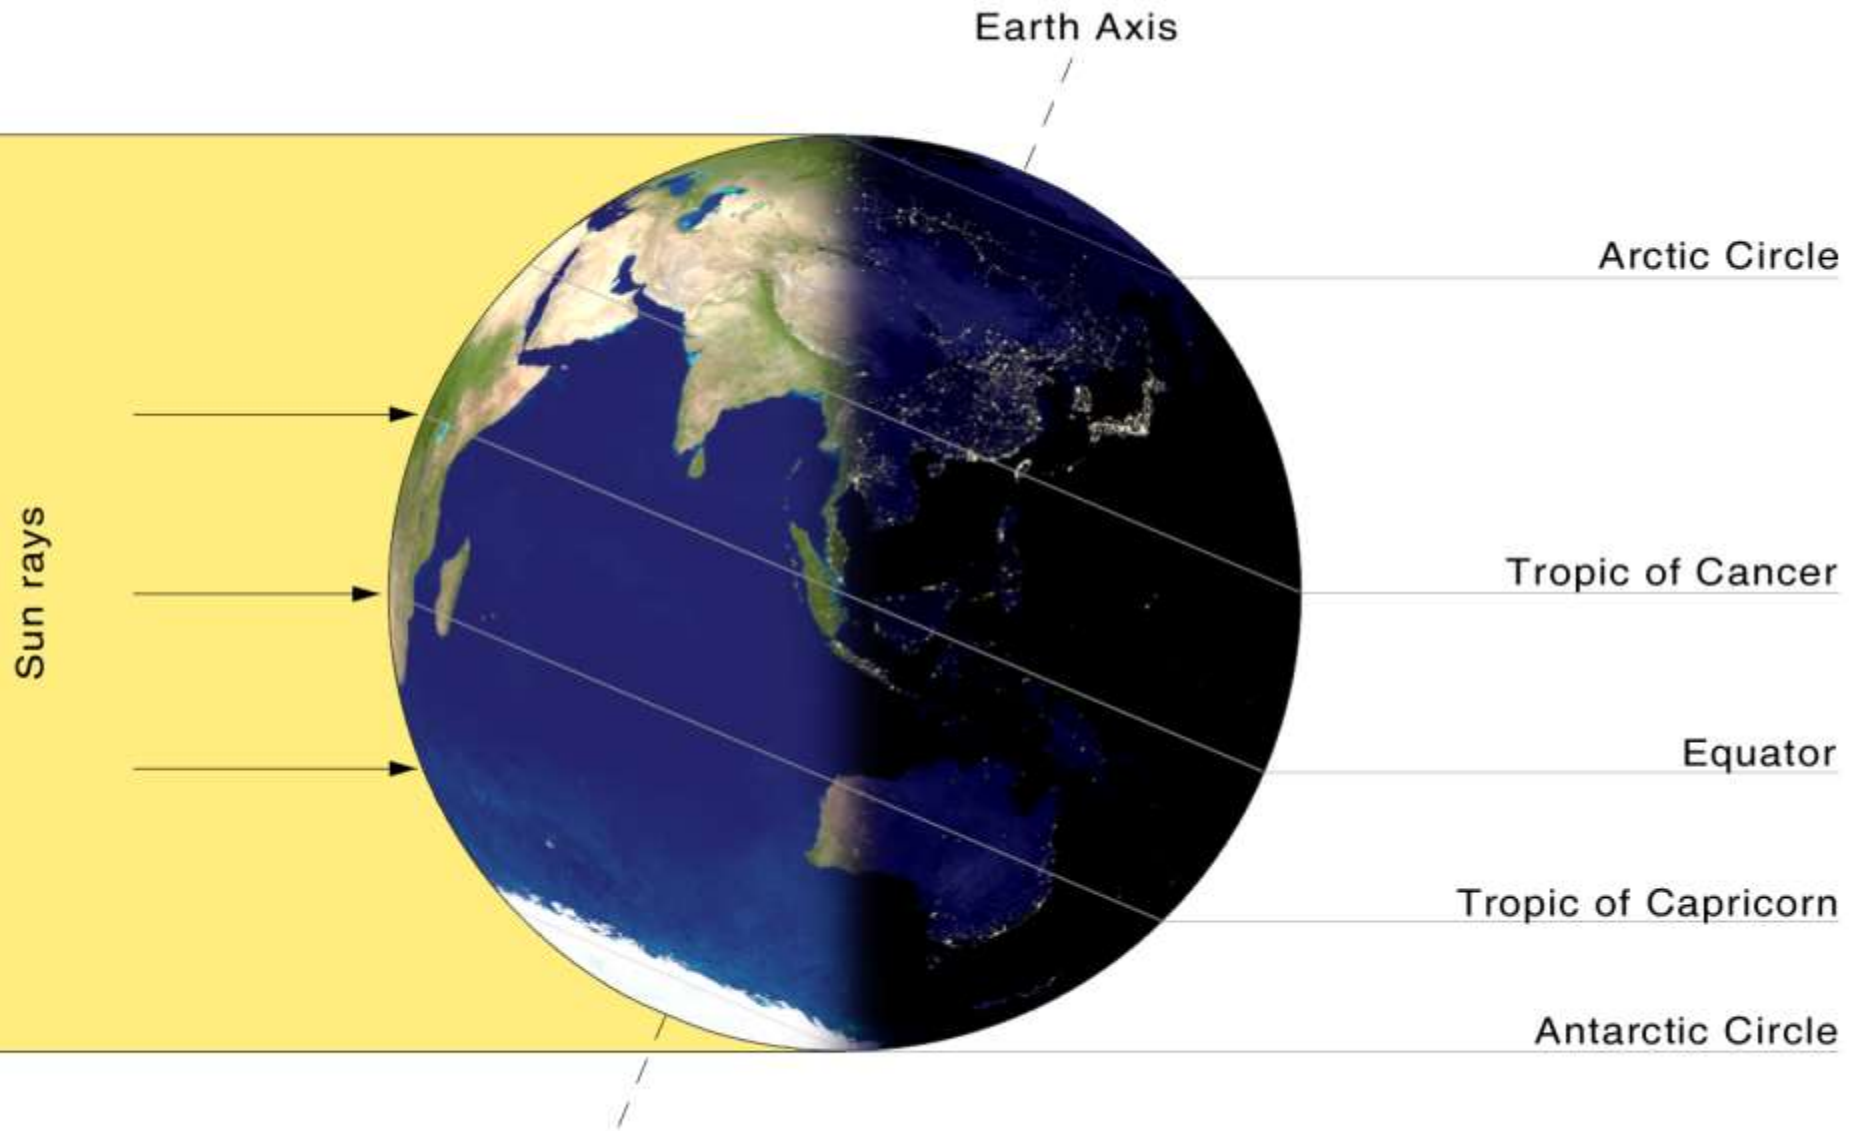 Earth Axis
Arctic Circle
Sun rays
Tropic of Cancer
Equator
Tropic of Capricorn
Antarctic Circle